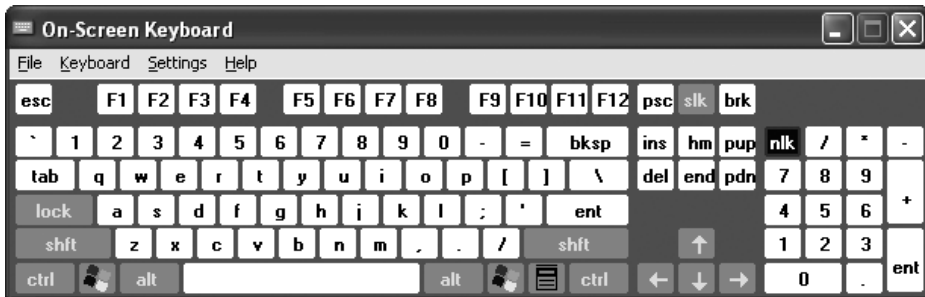 On-Screen Keyboard
File Keyboard Settings Help
esc F1 F2 F3 F4 F5 F6 F7 F8 F9 F10 F11 F12 psc slk brk
` 1 2 3 4 5 6 7 8 9 0 - = bksp ins hm pup nlk / * -
tab q w e r t y u i o p [ ] \ del end pdn 7 8 9 +
lock a s d f g h j k l ; ' ent 4 5 6
shft z x c v b n m , . / shft ↑ 1 2 3 ent
ctrl alt alt ctrl ← ↓ → 0 .